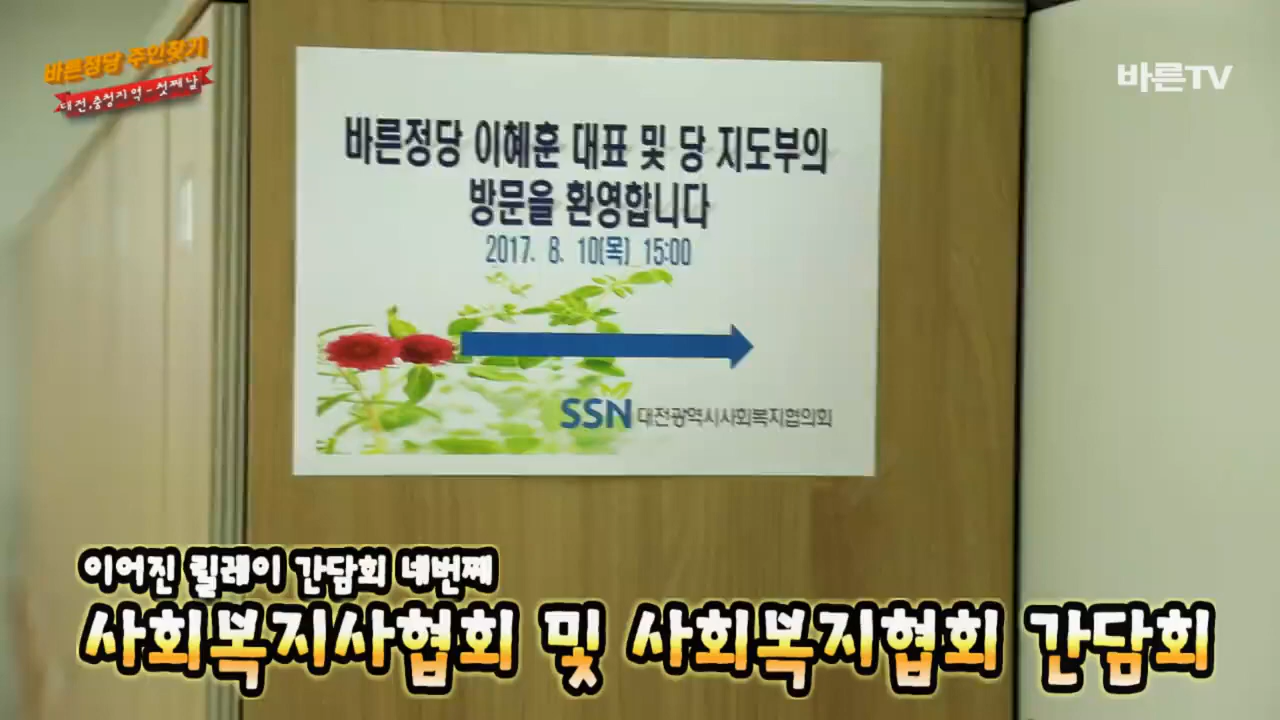 바른정당 주인찾기
대전,충청지역-첫째날
바른TV
바른정당 이혜훈 대표 및 당 지도부의
방문을 환영합니다
2017. 8. 10(목) 15:00
SSN 대전광역시사회복지협의회
이어진 릴레이 간담회 네번째
사회복지사협회 및 사회복지협회 간담회